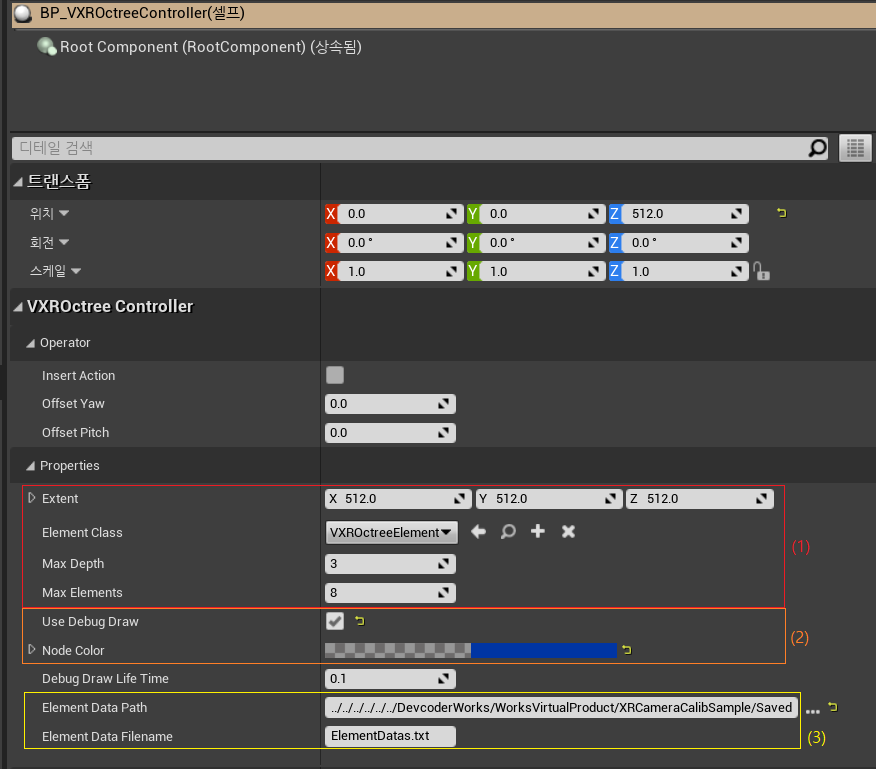 BP_VXROctreeController(셀프)
Root Component (RootComponent) (상속됨)
디테일 검색
트랜스폼
위치 X 0.0 Y 0.0 Z 512.0
회전 X 0.0 ° Y 0.0 ° Z 0.0 °
스케일 X 1.0 Y 1.0 Z 1.0
VXROctree Controller
Operator
Insert Action
Offset Yaw 0.0
Offset Pitch 0.0
Properties
Extent X 512.0 Y 512.0 Z 512.0
Element Class VXROctreeElement
(1)
Max Depth 3
Max Elements 8
Use Debug Draw
(2)
Node Color
Debug Draw Life Time 0.1
Element Data Path ../../../../../../DevcoderWorks/WorksVirtualProduct/XRCameraCalibSample/Saved ...
Element Data Filename ElementDatas.txt
(3)